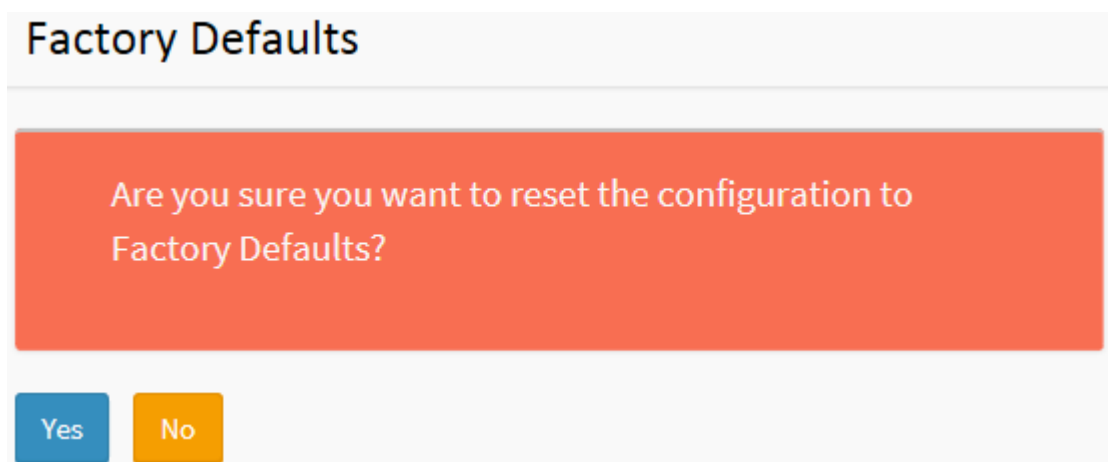 Factory Defaults
Are you sure you want to reset the configuration to
Factory Defaults?
Yes No